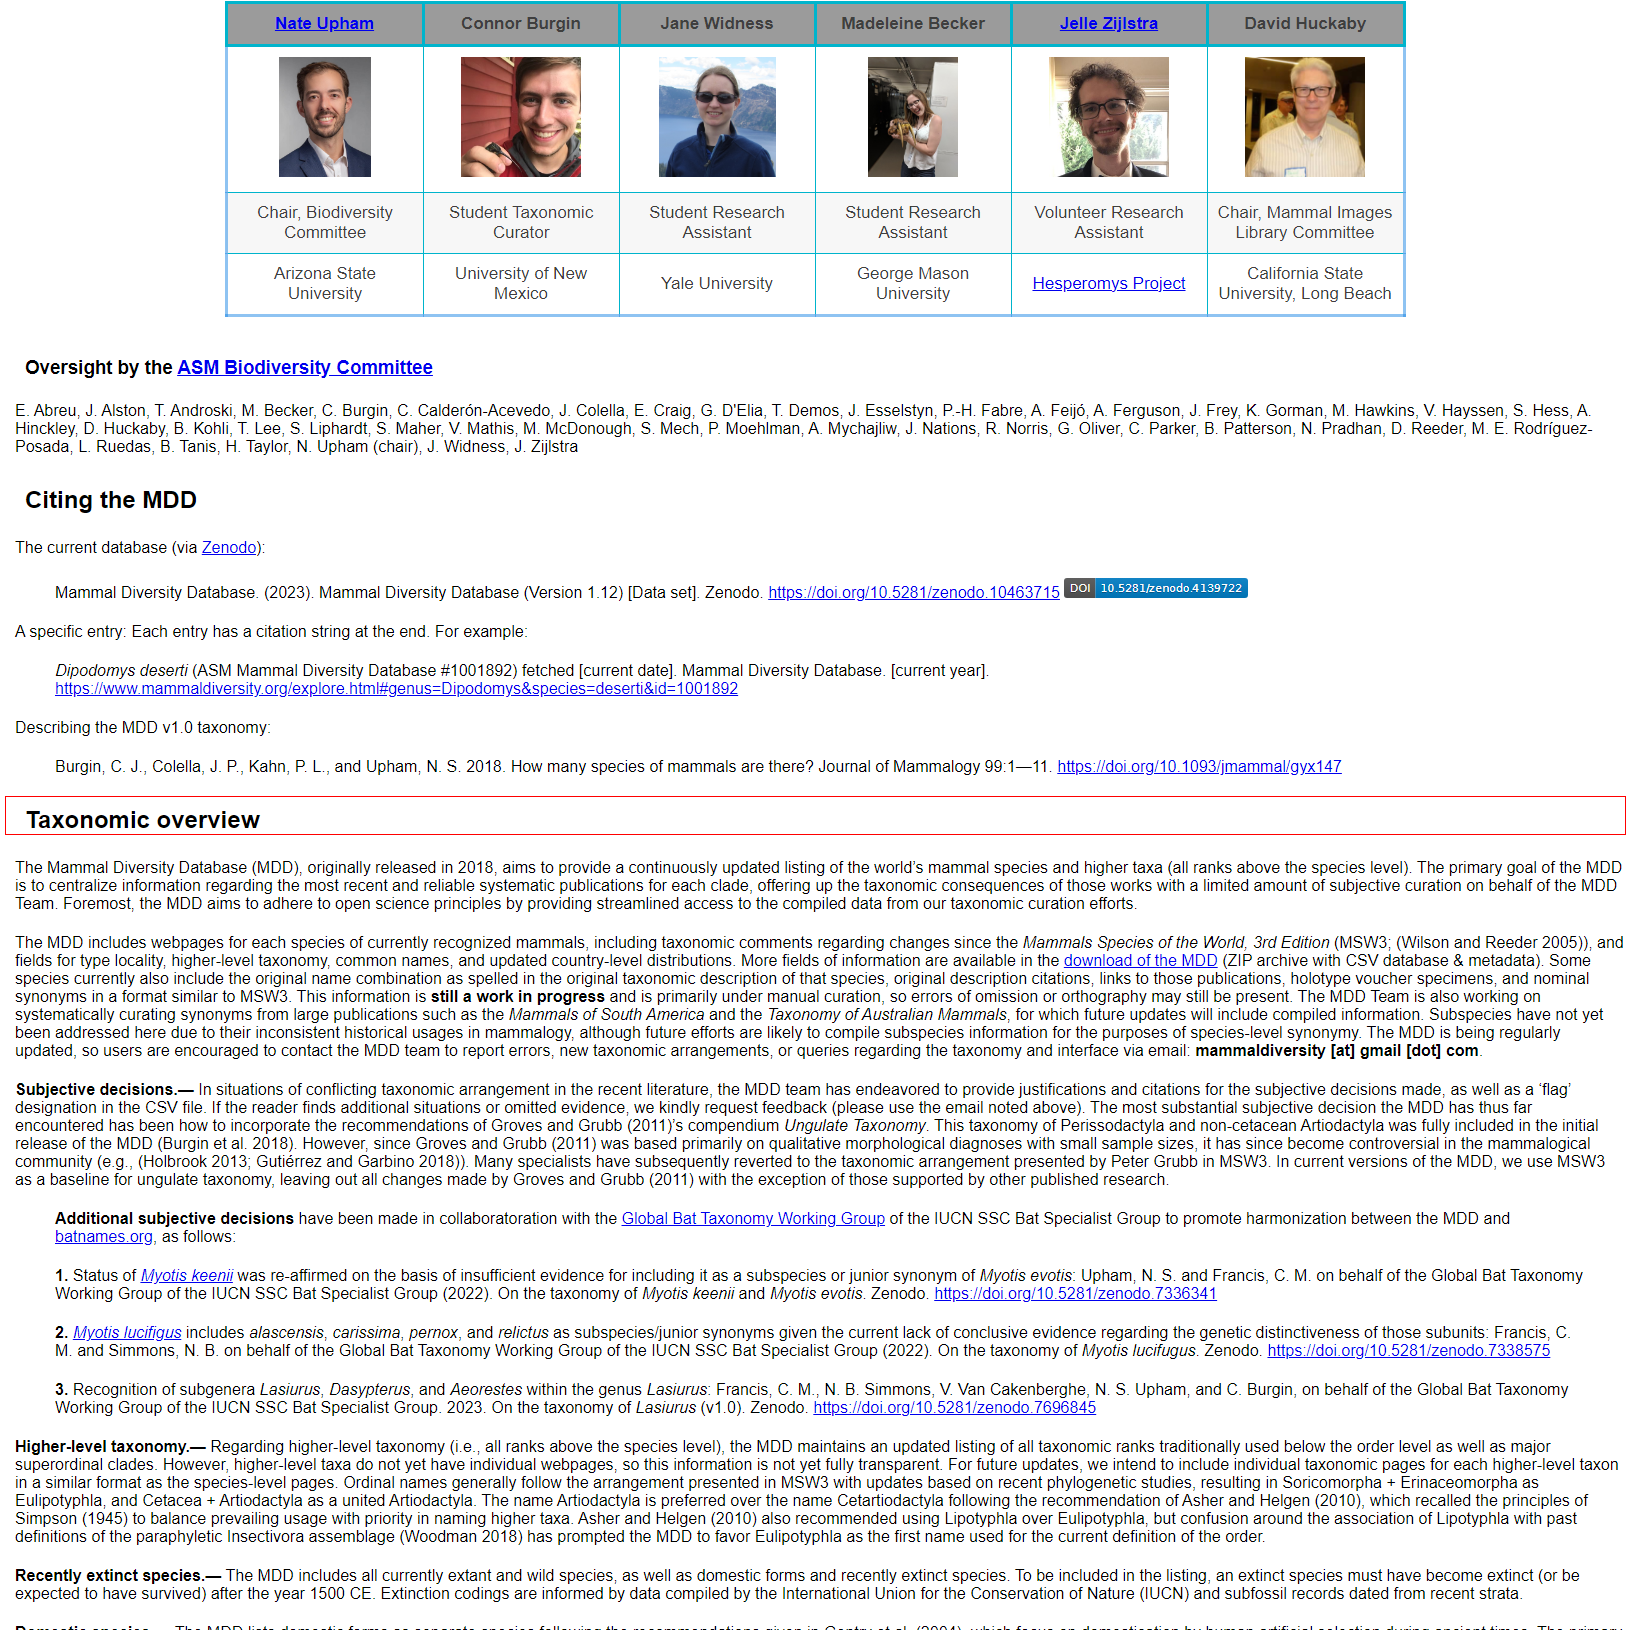 Nate Upham Connor Burgin Jane Widness Madeleine Becker Jelle Zijlstra David Huckaby
Chair, Biodiversity Committee Student Taxonomic Curator Student Research Assistant Student Research Assistant Volunteer Research Assistant Chair, Mammal Images Library Committee
Arizona State University University of New Mexico Yale University George Mason University Hesperomys Project California State University, Long Beach
Oversight by the ASM Biodiversity Committee
E. Abreu, J. Alston, T. Androski, M. Becker, C. Burgin, C. Calderón-Acevedo, J. Colella, E. Craig, G. D'Elia, T. Demos, J. Esselstyn, P.-H. Fabre, A. Feijó, A. Ferguson, J. Frey, K. Gorman, M. Hawkins, V. Hayssen, S. Hess, A.
Hinckley, D. Huckaby, B. Kohli, T. Lee, S. Liphardt, S. Maher, V. Mathis, M. McDonough, S. Mech, P. Moehlman, A. Mychajliw, J. Nations, R. Norris, G. Oliver, C. Parker, B. Patterson, N. Pradhan, D. Reeder, M. E. Rodríguez-
Posada, L. Ruedas, B. Tanis, H. Taylor, N. Upham (chair), J. Widness, J. Zijlstra
Citing the MDD
The current database (via Zenodo):
Mammal Diversity Database. (2023). Mammal Diversity Database (Version 1.12) [Data set]. Zenodo. https://doi.org/10.5281/zenodo.10463715 DOI 10.5281/zenodo.4139722
A specific entry: Each entry has a citation string at the end. For example:
Dipodomys deserti (ASM Mammal Diversity Database #1001892) fetched [current date]. Mammal Diversity Database. [current year].
https://www.mammaldiversity.org/explore.html#genus=Dipodomys&species=deserti&id=1001892
Describing the MDD v1.0 taxonomy:
Burgin, C. J., Colella, J. P., Kahn, P. L., and Upham, N. S. 2018. How many species of mammals are there? Journal of Mammalogy 99:1—11. https://doi.org/10.1093/jmammal/gyx147
Taxonomic overview
The Mammal Diversity Database (MDD), originally released in 2018, aims to provide a continuously updated listing of the world’s mammal species and higher taxa (all ranks above the species level). The primary goal of the MDD
is to centralize information regarding the most recent and reliable systematic publications for each clade, offering up the taxonomic consequences of those works with a limited amount of subjective curation on behalf of the MDD
Team. Foremost, the MDD aims to adhere to open science principles by providing streamlined access to the compiled data from our taxonomic curation efforts.
The MDD includes webpages for each species of currently recognized mammals, including taxonomic comments regarding changes since the Mammals Species of the World, 3rd Edition (MSW3; (Wilson and Reeder 2005)), and
fields for type locality, higher-level taxonomy, common names, and updated country-level distributions. More fields of information are available in the download of the MDD (ZIP archive with CSV database & metadata). Some
species currently also include the original name combination as spelled in the original taxonomic description of that species, original description citations, links to those publications, holotype voucher specimens, and nominal
synonyms in a format similar to MSW3. This information is still a work in progress and is primarily under manual curation, so errors of omission or orthography may still be present. The MDD Team is also working on
systematically curating synonyms from large publications such as the Mammals of South America and the Taxonomy of Australian Mammals, for which future updates will include compiled information. Subspecies have not yet
been addressed here due to their inconsistent historical usages in mammalogy, although future efforts are likely to compile subspecies information for the purposes of species-level synonymy. The MDD is being regularly
updated, so users are encouraged to contact the MDD team to report errors, new taxonomic arrangements, or queries regarding the taxonomy and interface via email: mammaldiversity [at] gmail [dot] com.
Subjective decisions.— In situations of conflicting taxonomic arrangement in the recent literature, the MDD team has endeavored to provide justifications and citations for the subjective decisions made, as well as a ‘flag’
designation in the CSV file. If the reader finds additional situations or omitted evidence, we kindly request feedback (please use the email noted above). The most substantial subjective decision the MDD has thus far
encountered has been how to incorporate the recommendations of Groves and Grubb (2011)’s compendium Ungulate Taxonomy. This taxonomy of Perissodactyla and non-cetacean Artiodactyla was fully included in the initial
release of the MDD (Burgin et al. 2018). However, since Groves and Grubb (2011) was based primarily on qualitative morphological diagnoses with small sample sizes, it has since become controversial in the mammalogical
community (e.g., (Holbrook 2013; Gutiérrez and Garbino 2018)). Many specialists have subsequently reverted to the taxonomic arrangement presented by Peter Grubb in MSW3. In current versions of the MDD, we use MSW3
as a baseline for ungulate taxonomy, leaving out all changes made by Groves and Grubb (2011) with the exception of those supported by other published research.
Additional subjective decisions have been made in collaboratoration with the Global Bat Taxonomy Working Group of the IUCN SSC Bat Specialist Group to promote harmonization between the MDD and
batnames.org, as follows:
1. Status of Myotis keenii was re-affirmed on the basis of insufficient evidence for including it as a subspecies or junior synonym of Myotis evotis: Upham, N. S. and Francis, C. M. on behalf of the Global Bat Taxonomy
Working Group of the IUCN SSC Bat Specialist Group (2022). On the taxonomy of Myotis keenii and Myotis evotis. Zenodo. https://doi.org/10.5281/zenodo.7336341
2. Myotis lucifigus includes alascensis, carissima, pernox, and relictus as subspecies/junior synonyms given the current lack of conclusive evidence regarding the genetic distinctiveness of those subunits: Francis, C.
M. and Simmons, N. B. on behalf of the Global Bat Taxonomy Working Group of the IUCN SSC Bat Specialist Group (2022). On the taxonomy of Myotis lucifugus. Zenodo. https://doi.org/10.5281/zenodo.7338575
3. Recognition of subgenera Lasiurus, Dasypterus, and Aeorestes within the genus Lasiurus: Francis, C. M., N. B. Simmons, V. Van Cakenberghe, N. S. Upham, and C. Burgin, on behalf of the Global Bat Taxonomy
Working Group of the IUCN SSC Bat Specialist Group. 2023. On the taxonomy of Lasiurus (v1.0). Zenodo. https://doi.org/10.5281/zenodo.7696845
Higher-level taxonomy.— Regarding higher-level taxonomy (i.e., all ranks above the species level), the MDD maintains an updated listing of all taxonomic ranks traditionally used below the order level as well as major
superordinal clades. However, higher-level taxa do not yet have individual webpages, so this information is not yet fully transparent. For future updates, we intend to include individual taxonomic pages for each higher-level taxon
in a similar format as the species-level pages. Ordinal names generally follow the arrangement presented in MSW3 with updates based on recent phylogenetic studies, resulting in Soricomorpha + Erinaceomorpha as
Eulipotyphla, and Cetacea + Artiodactyla as a united Artiodactyla. The name Artiodactyla is preferred over the name Cetartiodactyla following the recommendation of Asher and Helgen (2010), which recalled the principles of
Simpson (1945) to balance prevailing usage with priority in naming higher taxa. Asher and Helgen (2010) also recommended using Lipotyphla over Eulipotyphla, but confusion around the association of Lipotyphla with past
definitions of the paraphyletic Insectivora assemblage (Woodman 2018) has prompted the MDD to favor Eulipotyphla as the first name used for the current definition of the order.
Recently extinct species.— The MDD includes all currently extant and wild species, as well as domestic forms and recently extinct species. To be included in the listing, an extinct species must have become extinct (or be
expected to have survived) after the year 1500 CE. Extinction codings are informed by data compiled by the International Union for the Conservation of Nature (IUCN) and subfossil records dated from recent strata.